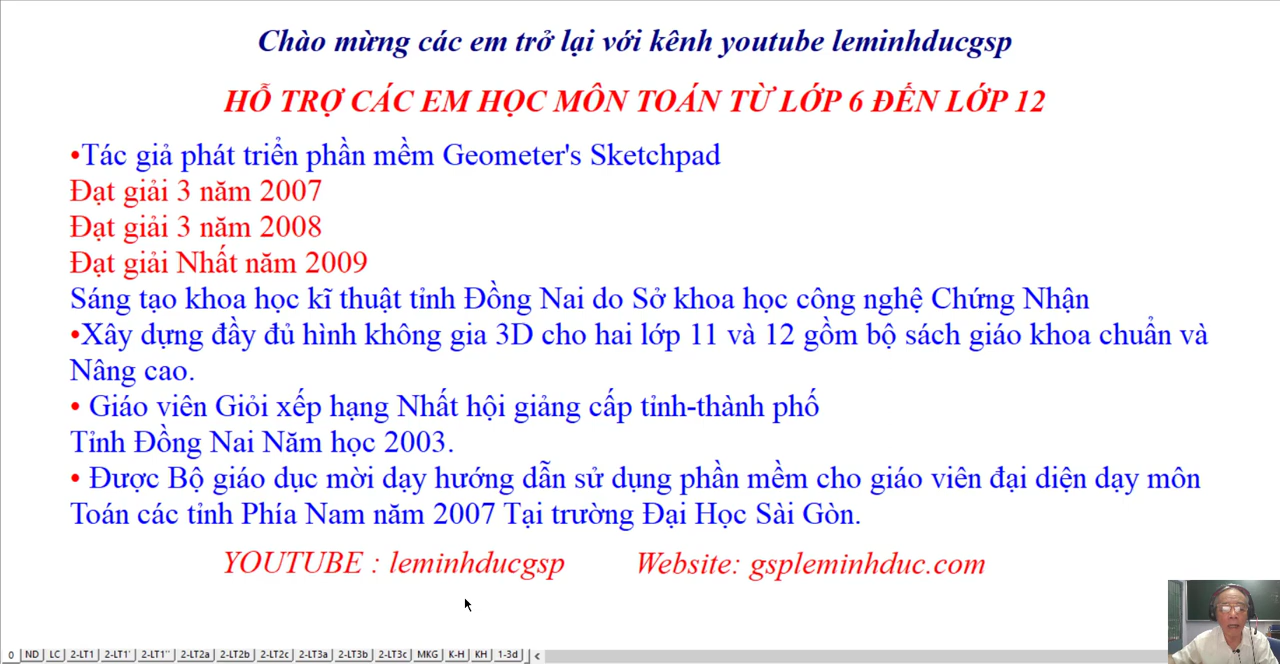 Chào mừng các em trở lại với kênh youtube leminhducgsp
HỖ TRỢ CÁC EM HỌC MÔN TOÁN TỪ LỚP 6 ĐẾN LỚP 12
•Tác giả phát triển phần mềm Geometer's Sketchpad
Đạt giải 3 năm 2007
Đạt giải 3 năm 2008
Đạt giải Nhất năm 2009
Sáng tạo khoa học kĩ thuật tỉnh Đồng Nai do Sở khoa học công nghệ Chứng Nhận
•Xây dựng đầy đủ hình không gia 3D cho hai lớp 11 và 12 gồm bộ sách giáo khoa chuẩn và
Nâng cao.
• Giáo viên Giỏi xếp hạng Nhất hội giảng cấp tỉnh-thành phố
Tỉnh Đồng Nai Năm học 2003.
• Được Bộ giáo dục mời dạy hướng dẫn sử dụng phần mềm cho giáo viên đại diện dạy môn
Toán các tỉnh Phía Nam năm 2007 Tại trường Đại Học Sài Gòn.
YOUTUBE : leminhducgsp Website: gspleminhduc.com
0 ND LC 2-LT1 2-LT1' 2-LT1'' 2-LT2a 2-LT2b 2-LT2c 2-LT3a 2-LT3b 2-LT3c MKG K-H KH 1-3d